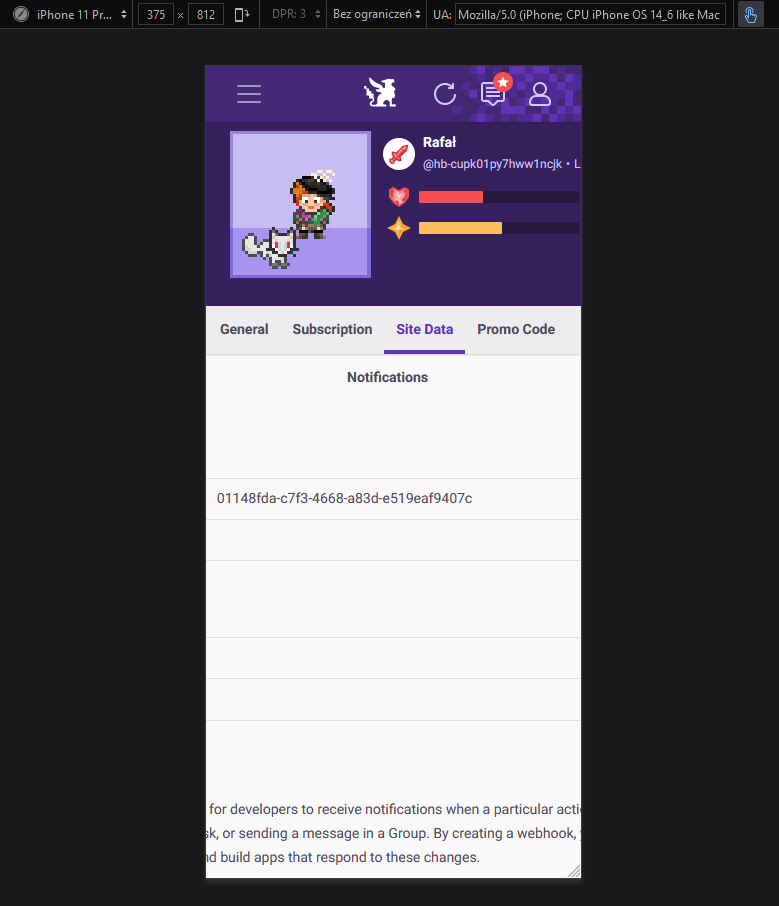 iPhone 11 Pr... 375 × 812 DPR: 3 Bez ograniczeń UA: Mozilla/5.0 (iPhone; CPU iPhone OS 14_6 like Mac
Rafał
@hb-cupk01py7hww1ncjk • L
General Subscription Site Data Promo Code
Notifications
01148fda-c7f3-4668-a83d-e519eaf9407c
for developers to receive notifications when a particular acti
sk, or sending a message in a Group. By creating a webhook,
nd build apps that respond to these changes.